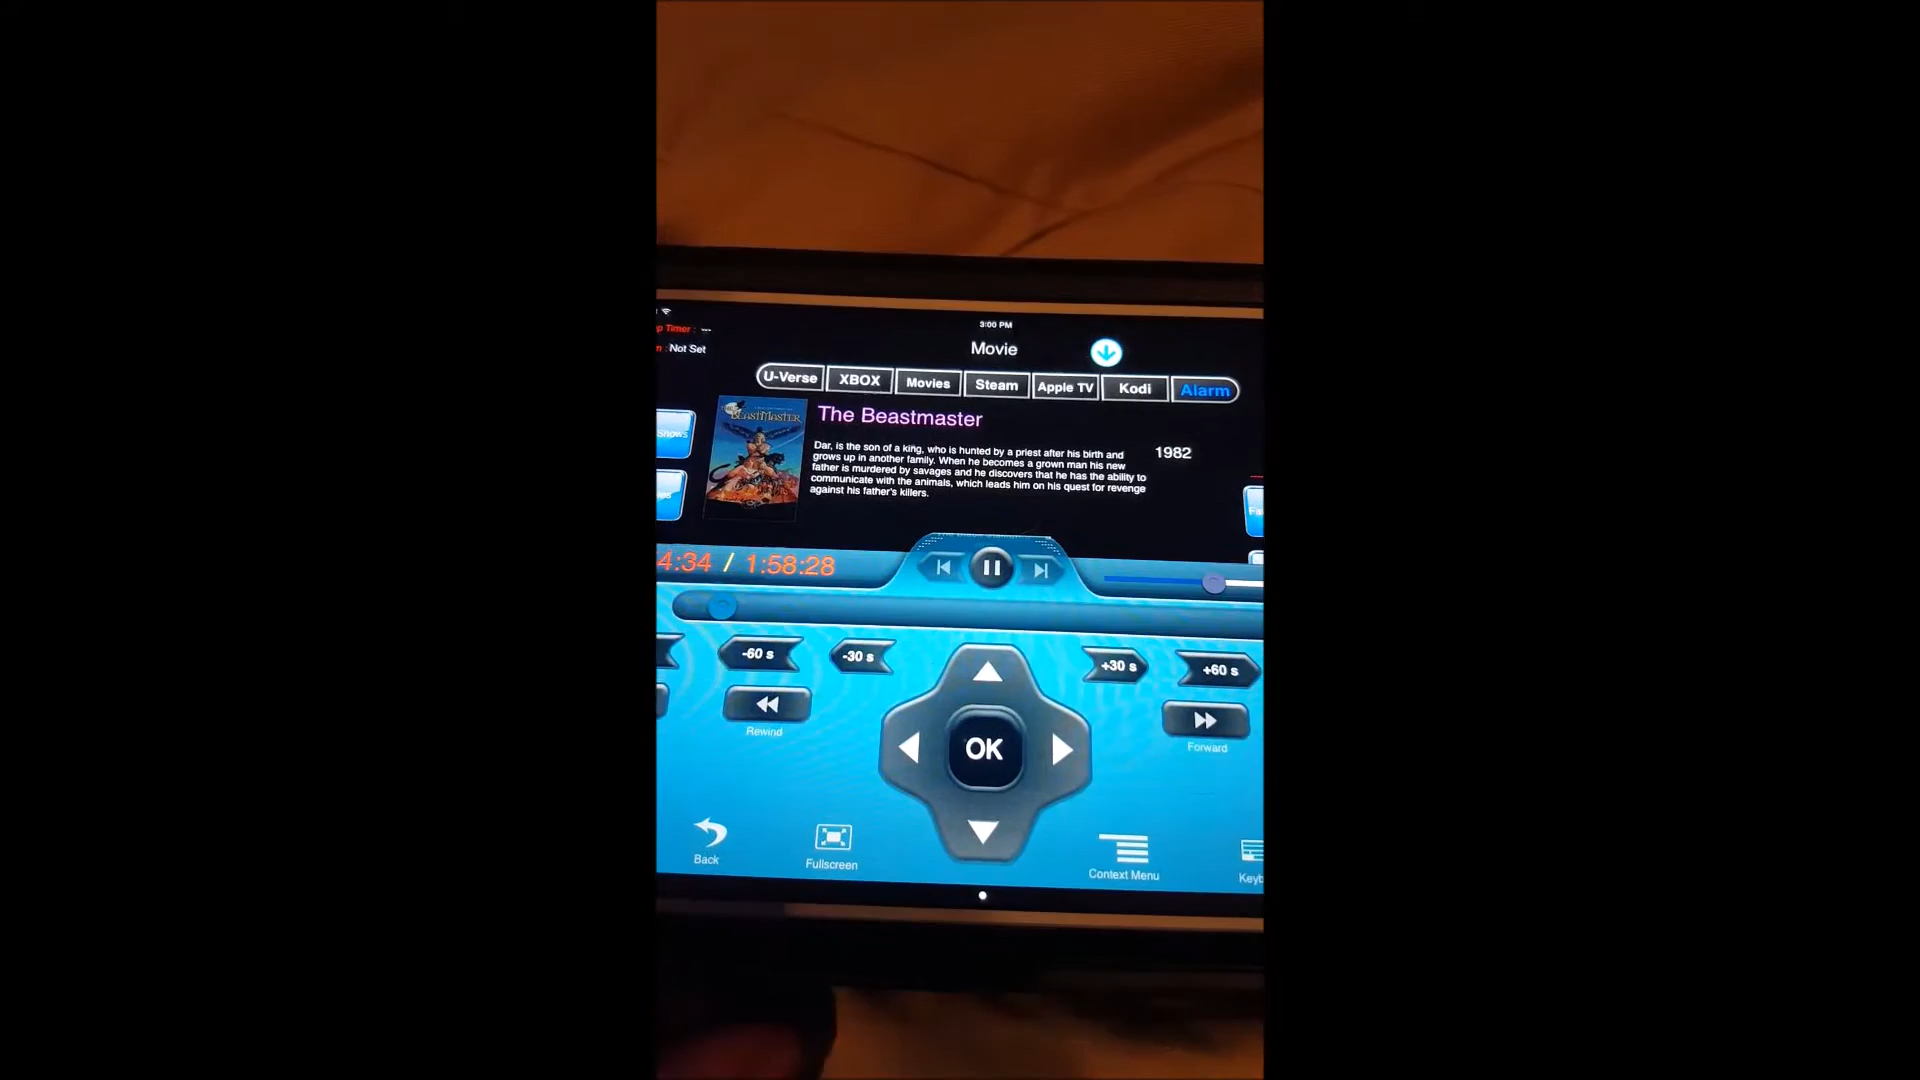 3:00 PM
p Timer : ---
m : Not Set
Movie
U-Verse
XBOX
Movies
Steam
Apple TV
Kodi
Alarm
BEASTMASTER
The Beastmaster
Shows
Dar, is the son of a king, who is hunted by a priest after his birth and
grows up in another family. When he becomes a grown man his new
father is murdered by savages and he discovers that he has the ability to
communicate with the animals, which leads him on his quest for revenge
against his father's killers.
1982
4:34 / 1:58:28
-60 s
-30 s
+30 s
+60 s
Rewind
OK
Forward
Back
Fullscreen
Context Menu
Keyb